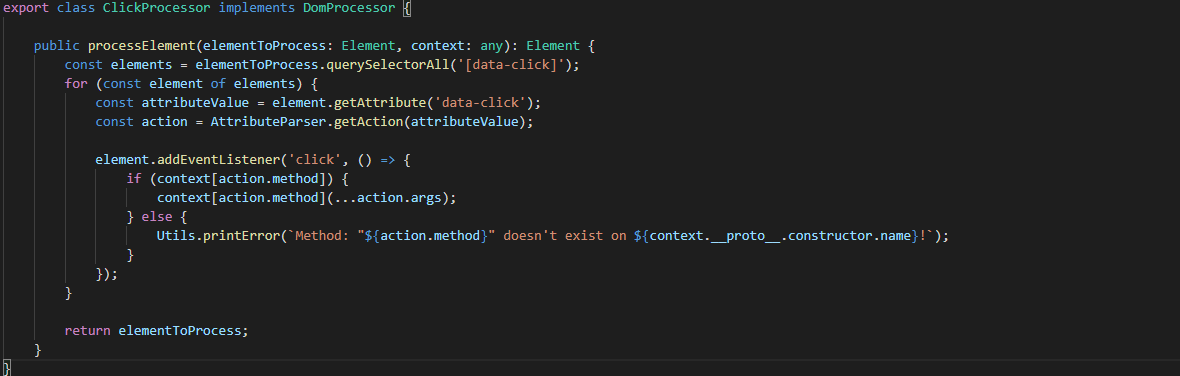 export class ClickProcessor implements DomProcessor {
public processElement(elementToProcess: Element, context: any): Element {
const elements = elementToProcess.querySelectorAll('[data-click]');
for (const element of elements) {
const attributeValue = element.getAttribute('data-click');
const action = AttributeParser.getAction(attributeValue);
element.addEventListener('click', () => {
if (context[action.method]) {
context[action.method](...action.args);
} else {
Utils.printError(`Method: "${action.method}" doesn't exist on ${context.__proto__.constructor.name}!`);
}
});
}
return elementToProcess;
}
}